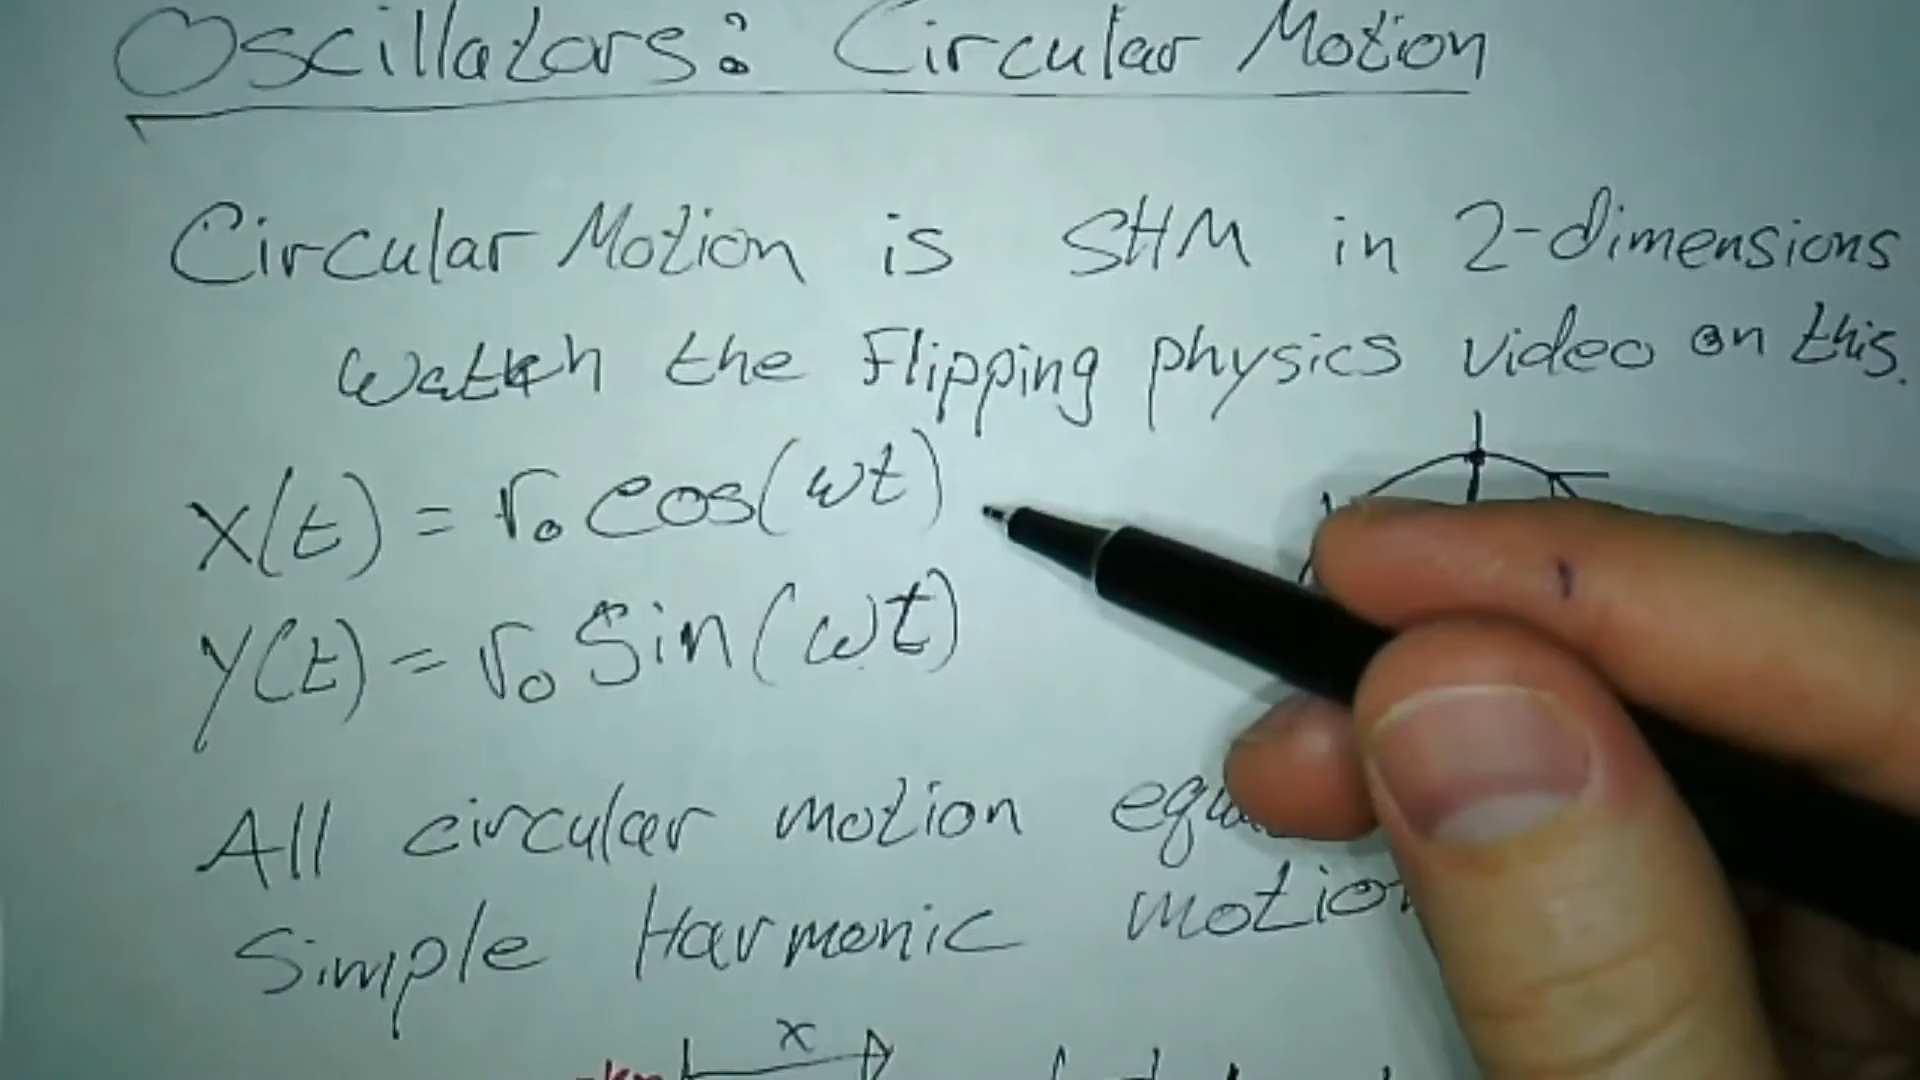 Oscillators: Circular Motion
Circular Motion is SHM in 2-dimensions
Watch the Flipping physics video on this.
x(t) = r₀ cos(ωt)
y(t) = r₀ sin(ωt)
All circular motion
Simple Harmonic motion
x